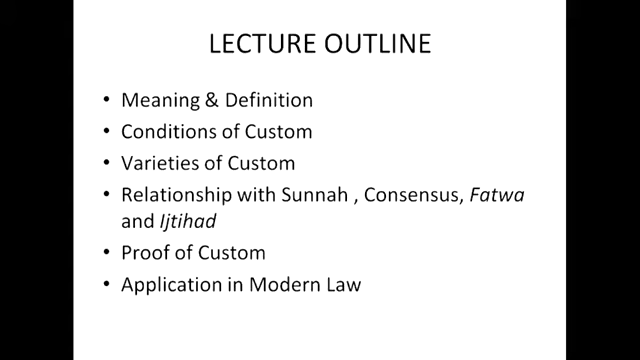 LECTURE OUTLINE
• Meaning & Definition
• Conditions of Custom
• Varieties of Custom
• Relationship with Sunnah , Consensus, Fatwa
and Ijtihad
• Proof of Custom
• Application in Modern Law